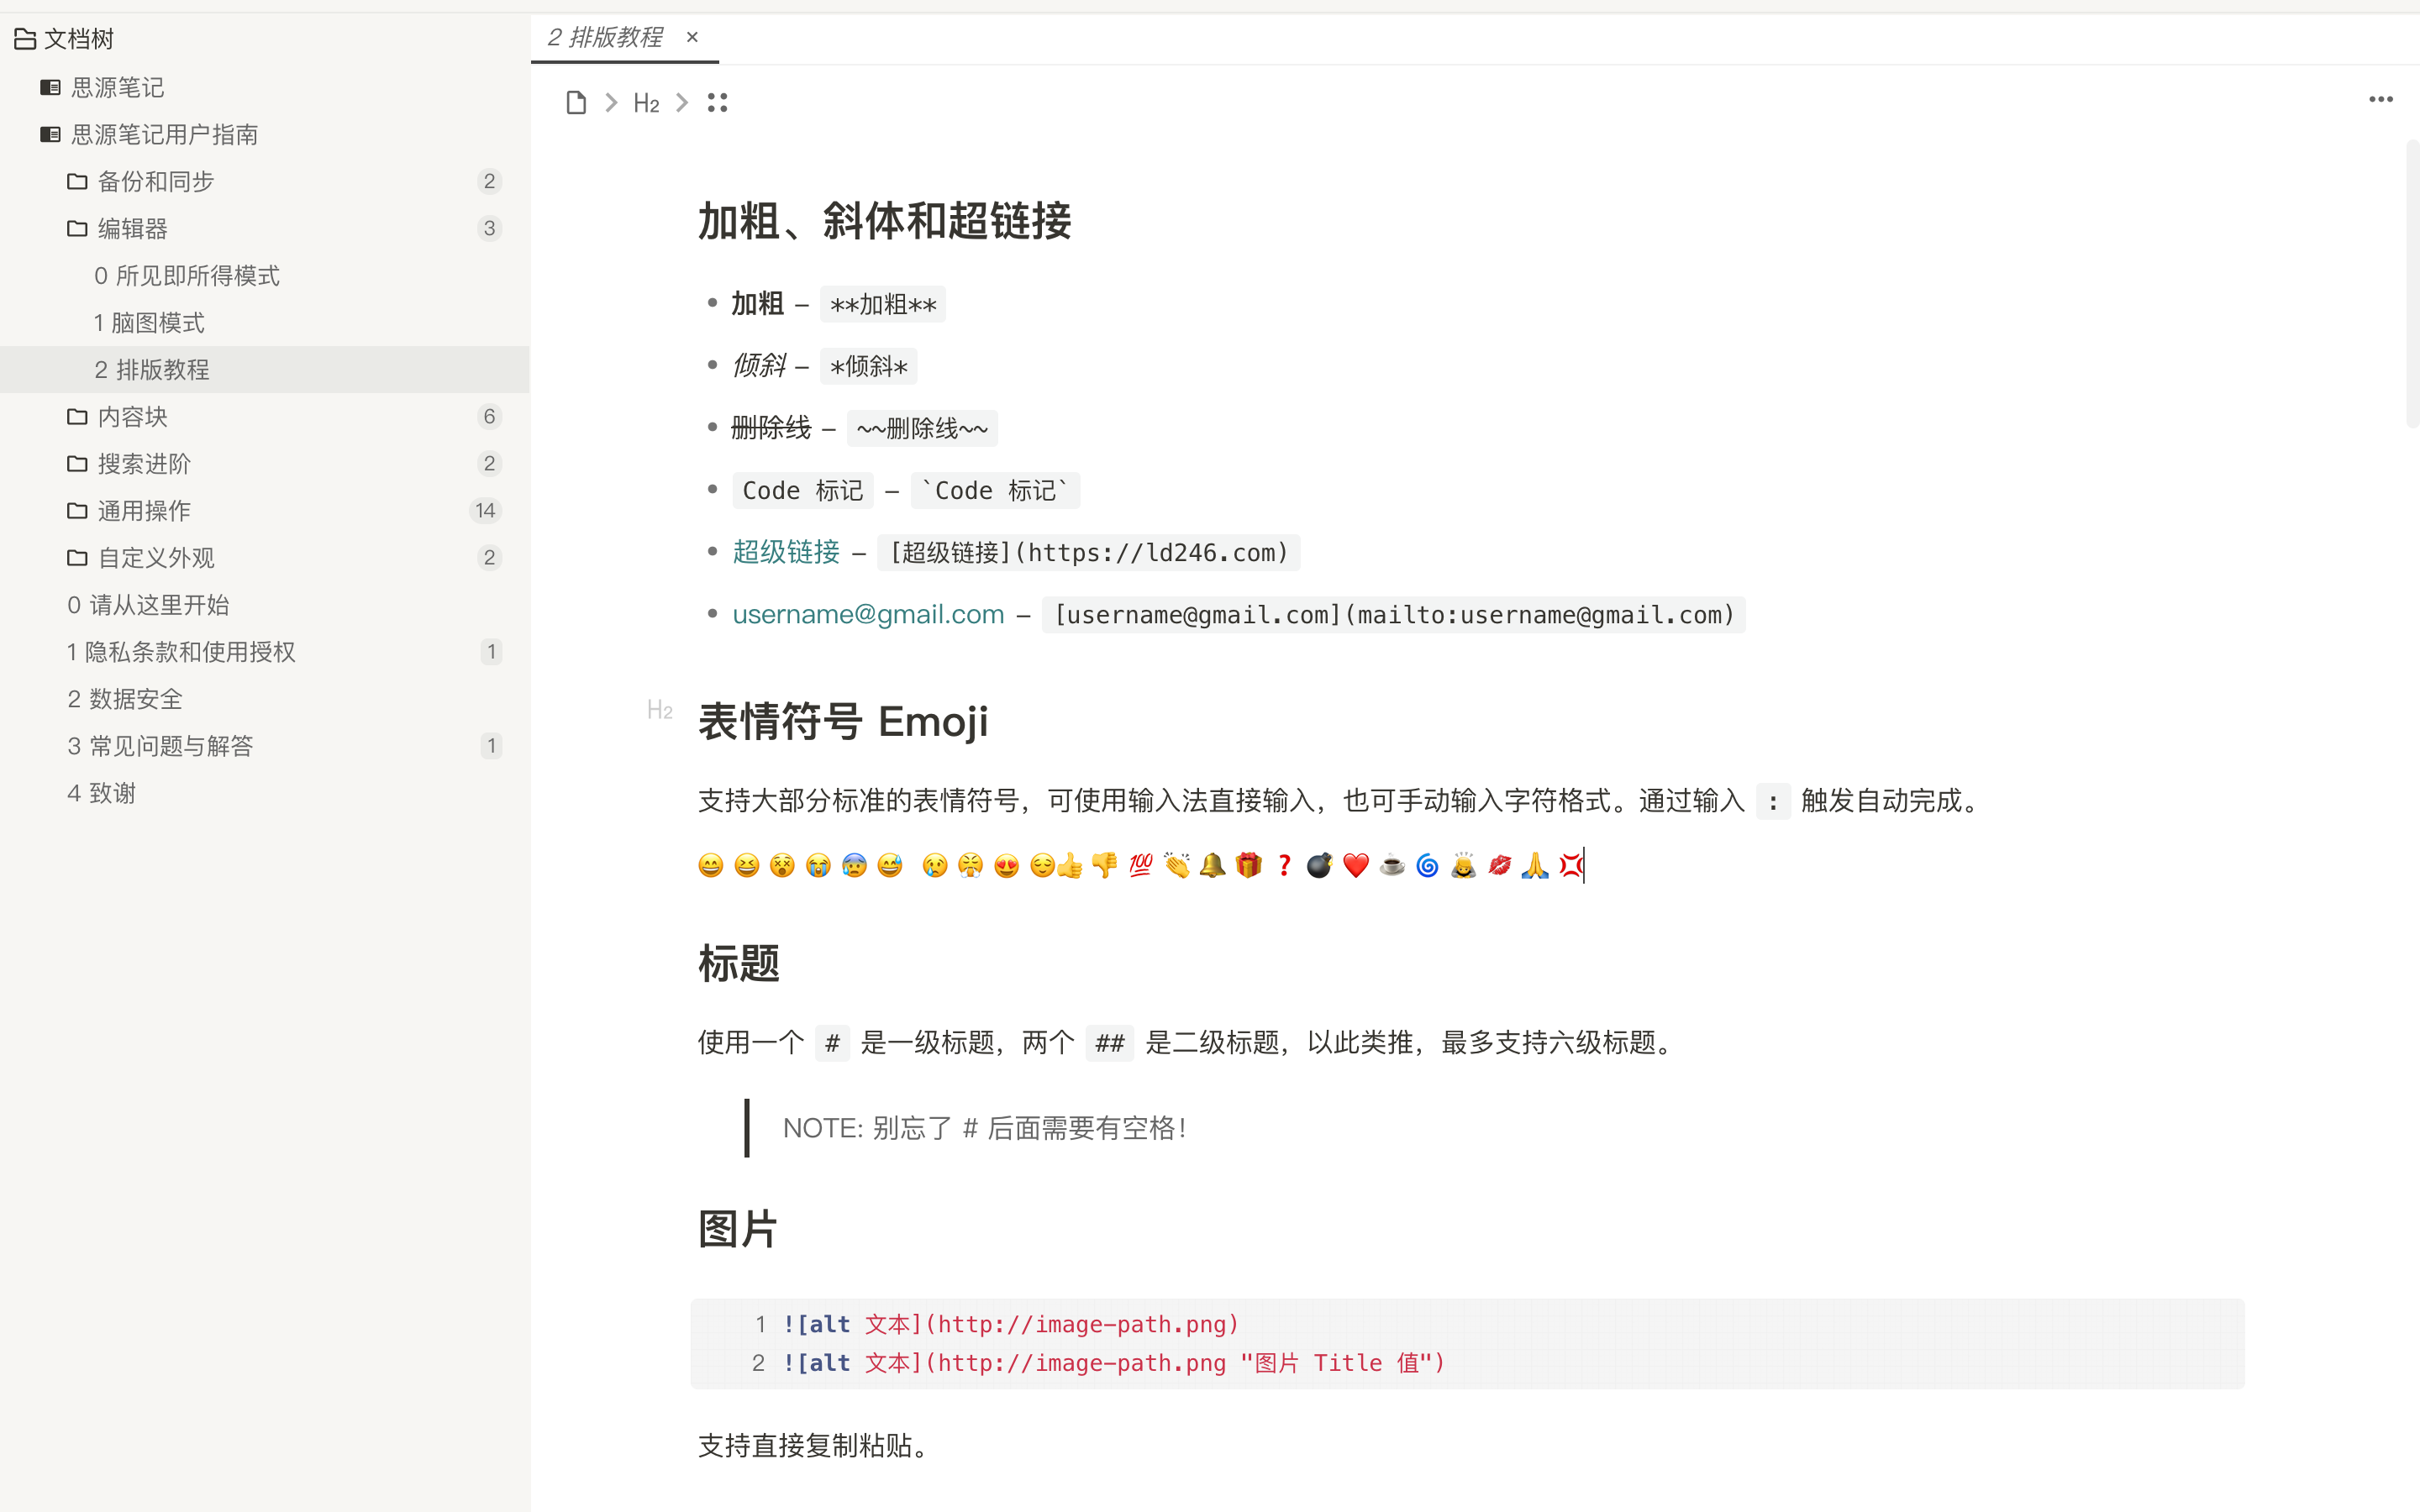 文档树
思源笔记
思源笔记用户指南
备份和同步 2
编辑器 3
0 所见即所得模式
1 脑图模式
2 排版教程
内容块 6
搜索进阶 2
通用操作 14
自定义外观 2
0 请从这里开始
1 隐私条款和使用授权 1
2 数据安全
3 常见问题与解答 1
4 致谢
2 排版教程 ×
H2
加粗、斜体和超链接
• 加粗 – **加粗**
• 倾斜 – *倾斜*
• 删除线 – ~~删除线~~
• Code 标记 – `Code 标记`
• 超级链接 – [超级链接](https://ld246.com)
• username@gmail.com – [username@gmail.com](mailto:username@gmail.com)
H2 表情符号 Emoji
支持大部分标准的表情符号，可使用输入法直接输入，也可手动输入字符格式。通过输入 : 触发自动完成。
😄 😆 😵 😭 😰 😅 😢 😤 😍 😌👍 👎 💯 👏 🔔 🎁 ❓ 💣 ❤️ ☕️ 🌀 🙇 💋 🙏 💢
标题
使用一个 # 是一级标题，两个 ## 是二级标题，以此类推，最多支持六级标题。
NOTE: 别忘了 # 后面需要有空格！
图片
1 ![alt 文本](http://image-path.png)
2 ![alt 文本](http://image-path.png "图片 Title 值")
支持直接复制粘贴。